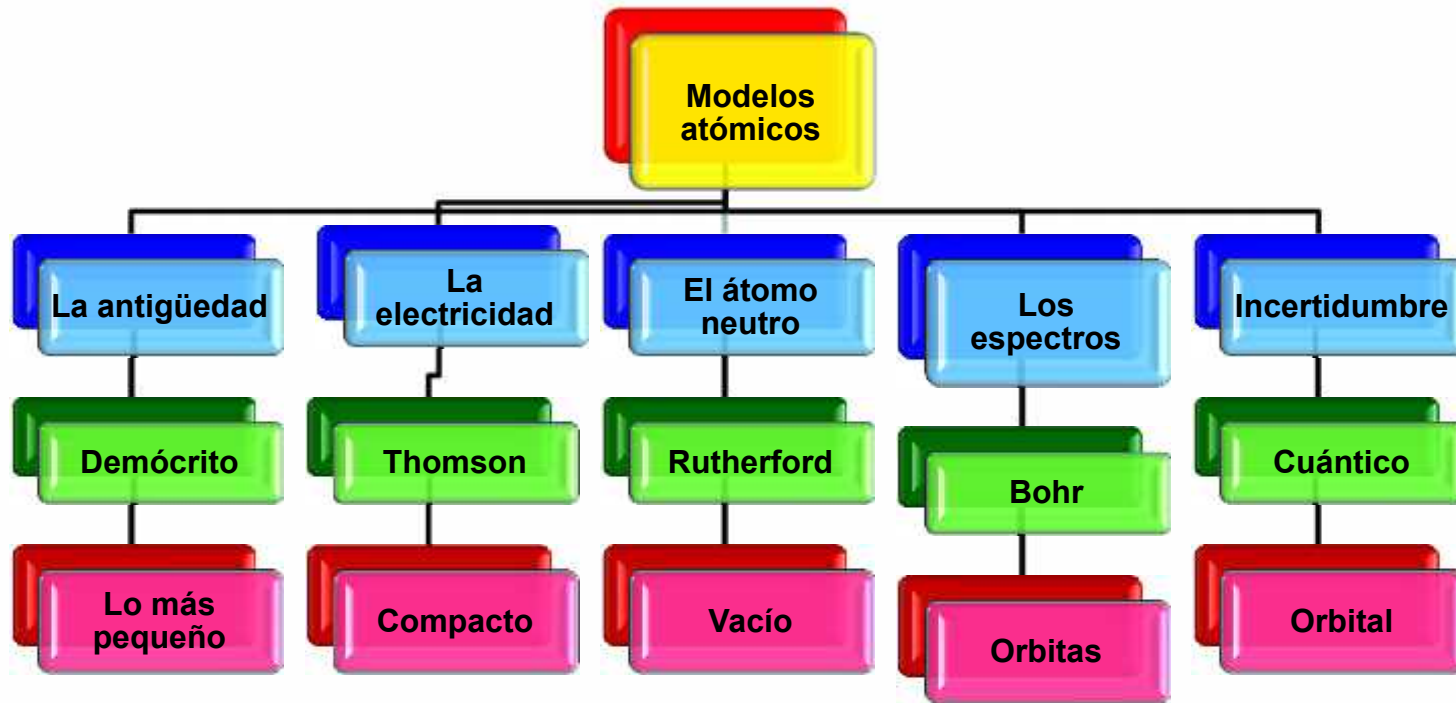 Modelos
atómicos
La antigüedad
La
electricidad
El átomo
neutro
Los
espectros
Incertidumbre
Demócrito
Thomson
Rutherford
Bohr
Cuántico
Lo más
pequeño
Compacto
Vacío
Orbitas
Orbital